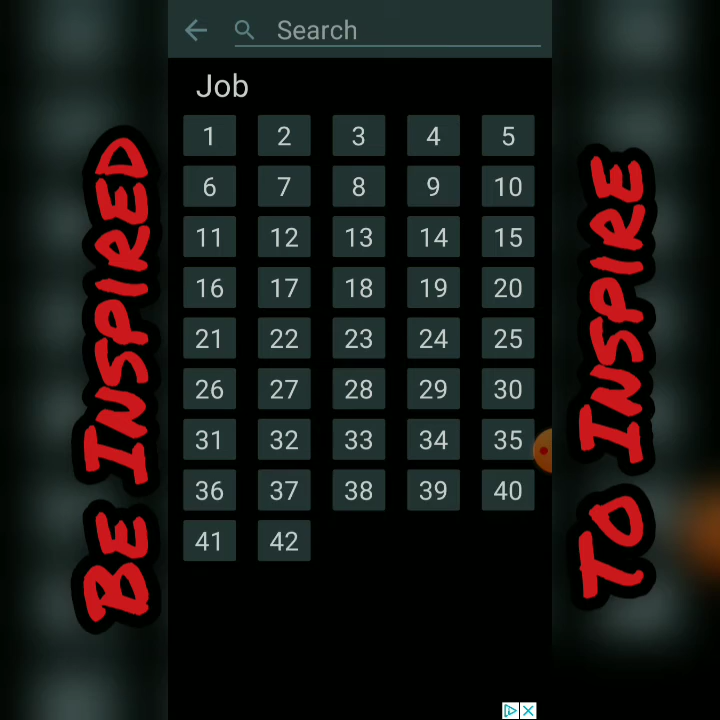 Search
Job
1 2 3 4 5
6 7 8 9 10
11 12 13 14 15
16 17 18 19 20
21 22 23 24 25
26 27 28 29 30
31 32 33 34 35
36 37 38 39 40
41 42
BE INSPIRED
TO INSPIRE